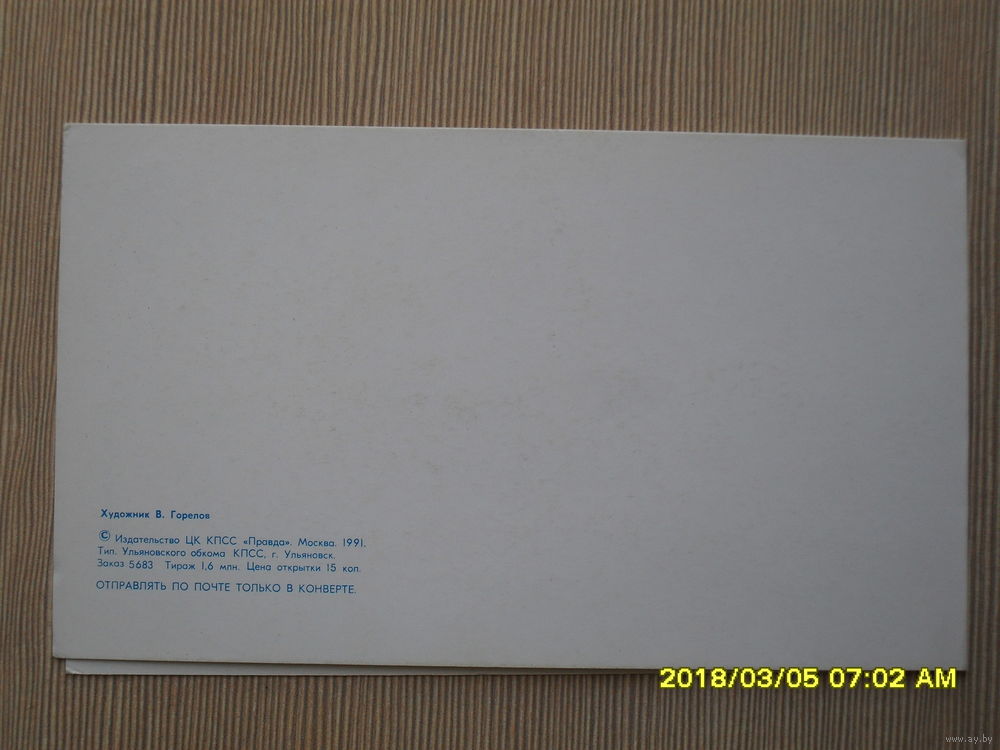 Художник В. Горелов
© Издательство ЦК КПСС «Правда». Москва. 1991.
Тип. Ульяновского обкома КПСС, г. Ульяновск.
Заказ 5683 Тираж 1,6 млн. Цена открытки 15 коп.
ОТПРАВЛЯТЬ ПО ПОЧТЕ ТОЛЬКО В КОНВЕРТЕ.
2018/03/05 07:02 AM
www.ay.by